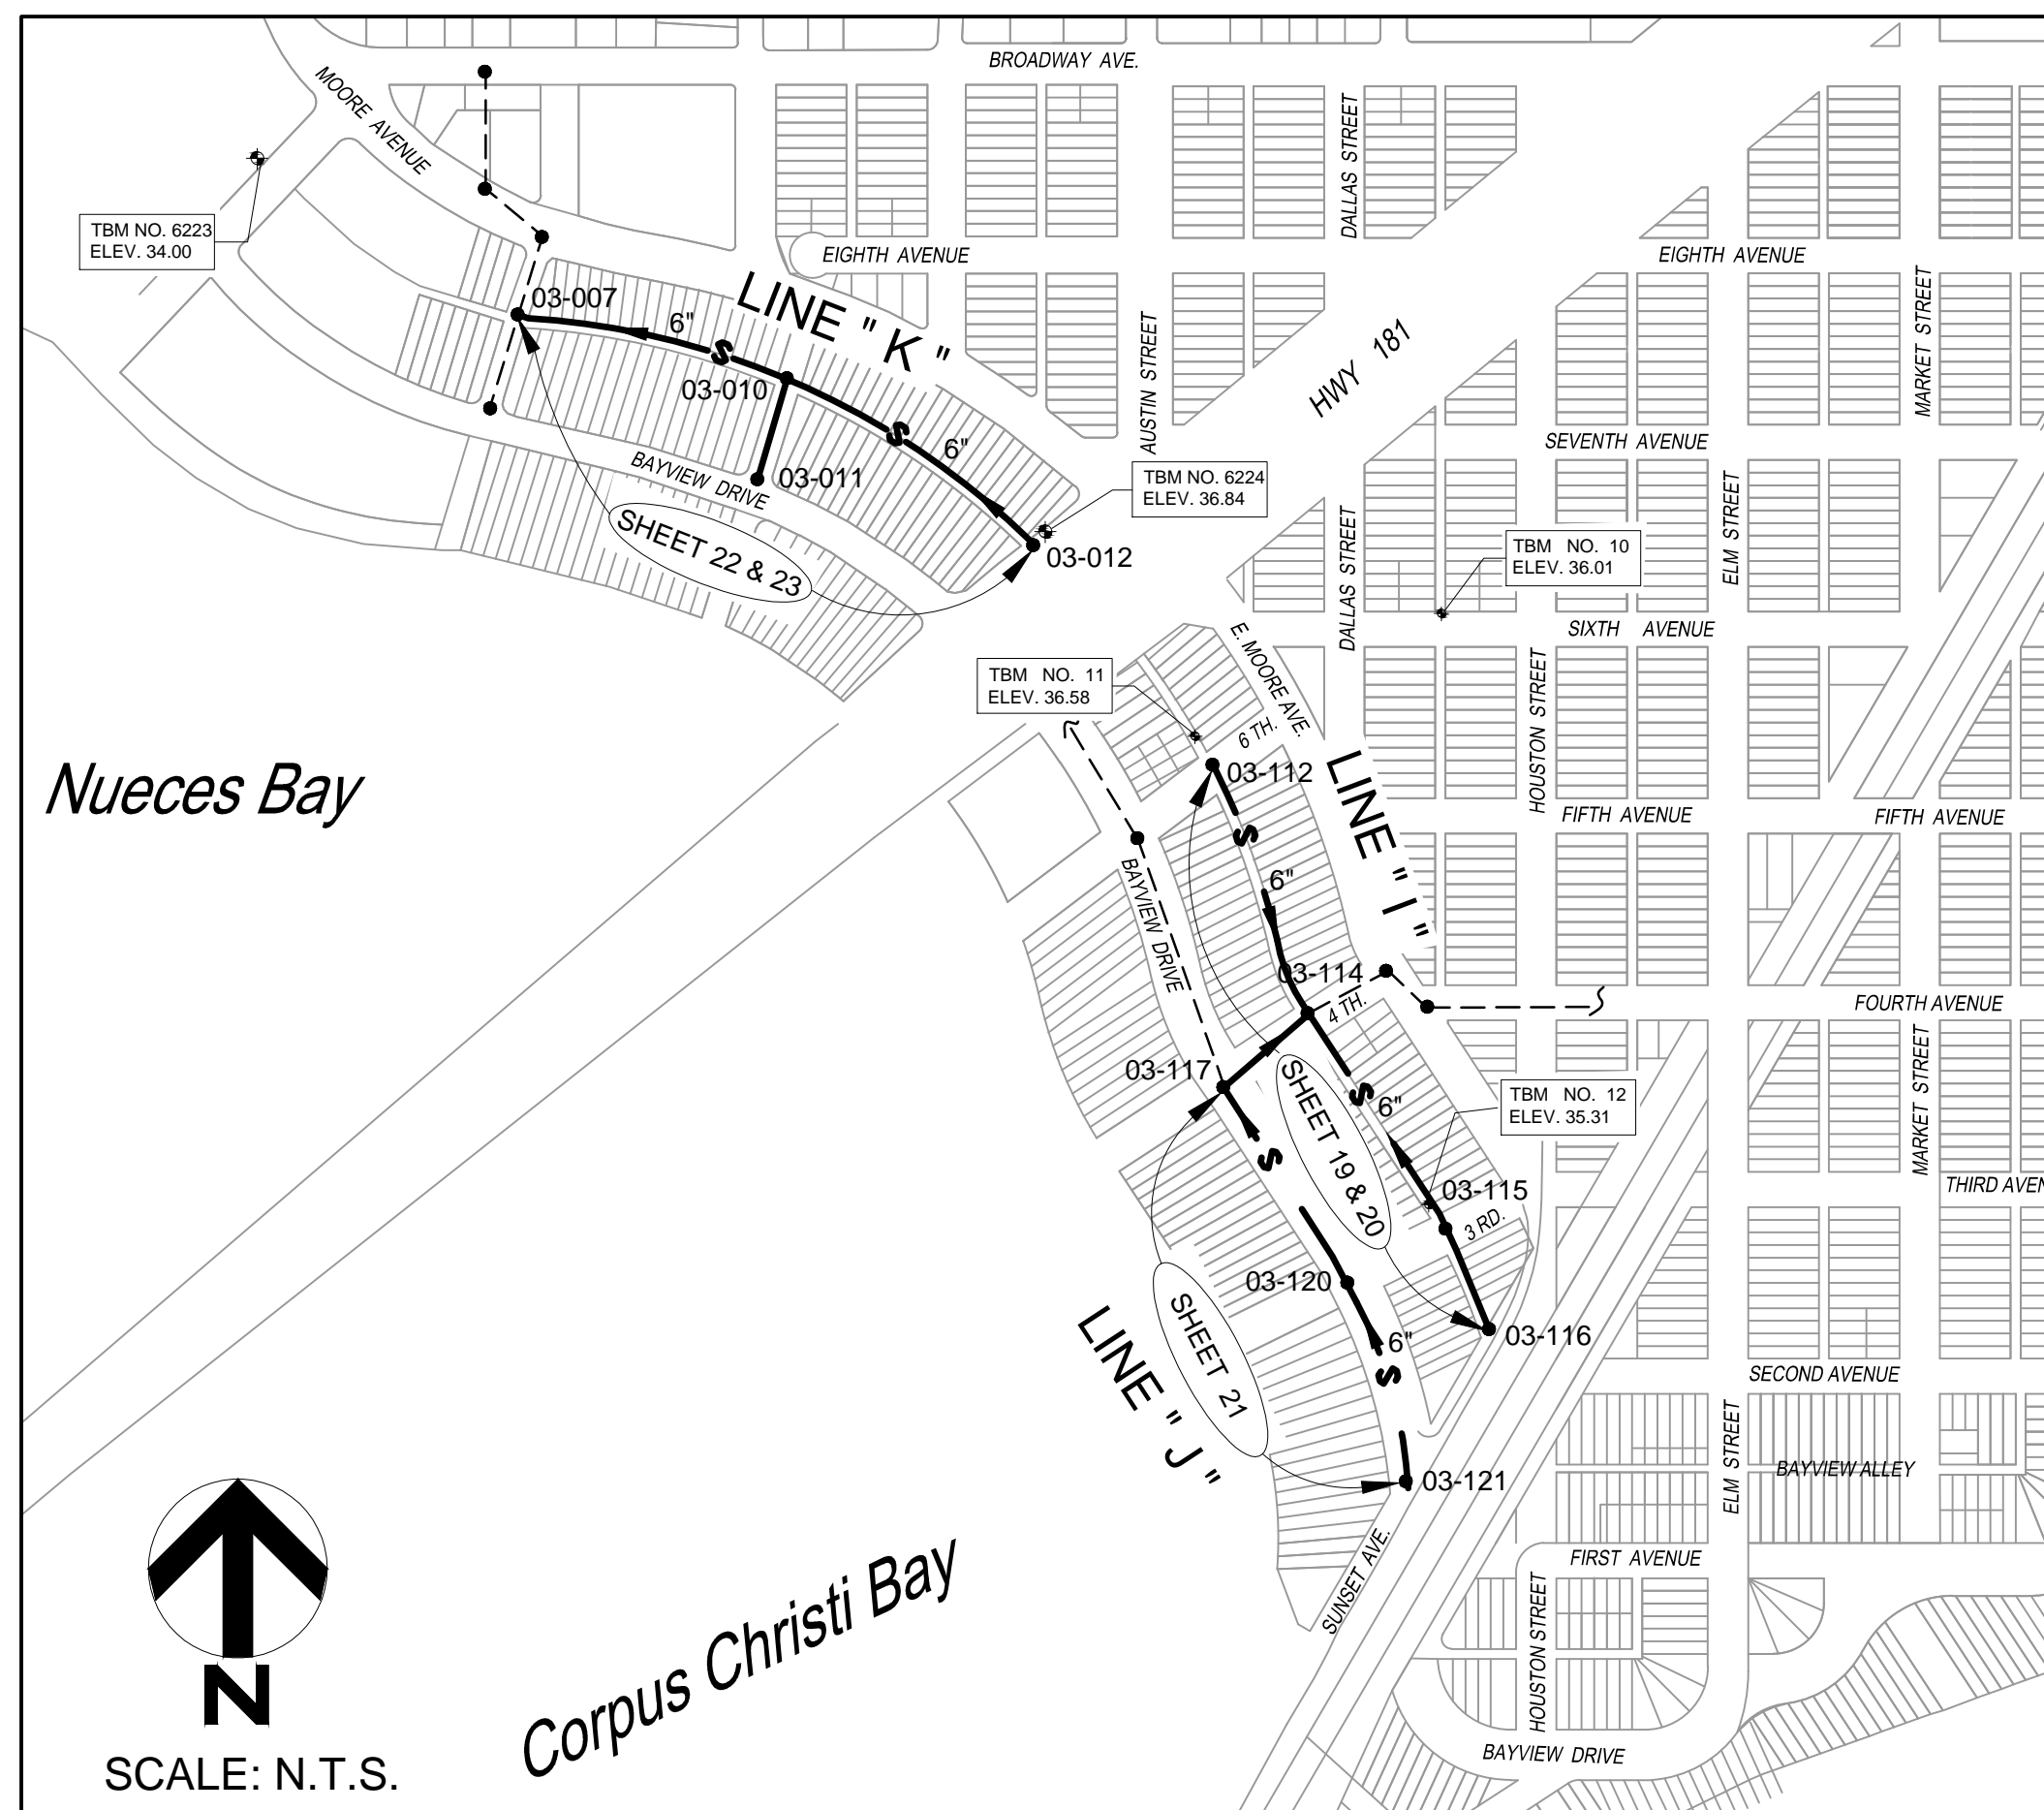 BROADWAY AVE.
MOORE AVENUE
DALLAS STREET
TBM NO. 6223
ELEV. 34.00
EIGHTH AVENUE
EIGHTH AVENUE
MARKET STREET
03-007
6"
LINE " K "
AUSTIN STREET
HWY 181
03-010
S
S
6"
SEVENTH AVENUE
BAYVIEW DRIVE
03-011
TBM NO. 6224
ELEV. 36.84
ELM STREET
SHEET 22 & 23
03-012
DALLAS STREET
TBM NO. 10
ELEV. 36.01
SIXTH AVENUE
E. MOORE AVE.
TBM NO. 11
ELEV. 36.58
HOUSTON STREET
6 TH.
03-112
LINE " I "
Nueces Bay
FIFTH AVENUE
FIFTH AVENUE
S
6"
BAYVIEW DRIVE
03-114
4 TH.
FOURTH AVENUE
MARKET STREET
03-117
SHEET 19 & 20
S
6"
TBM NO. 12
ELEV. 35.31
S
03-115
3 RD.
THIRD AVEN
03-120
SHEET 21
LINE " J "
6"
S
03-116
SECOND AVENUE
ELM STREET
BAYVIEW ALLEY
03-121
SUNSET AVE.
FIRST AVENUE
HOUSTON STREET
Corpus Christi Bay
N
BAYVIEW DRIVE
SCALE: N.T.S.